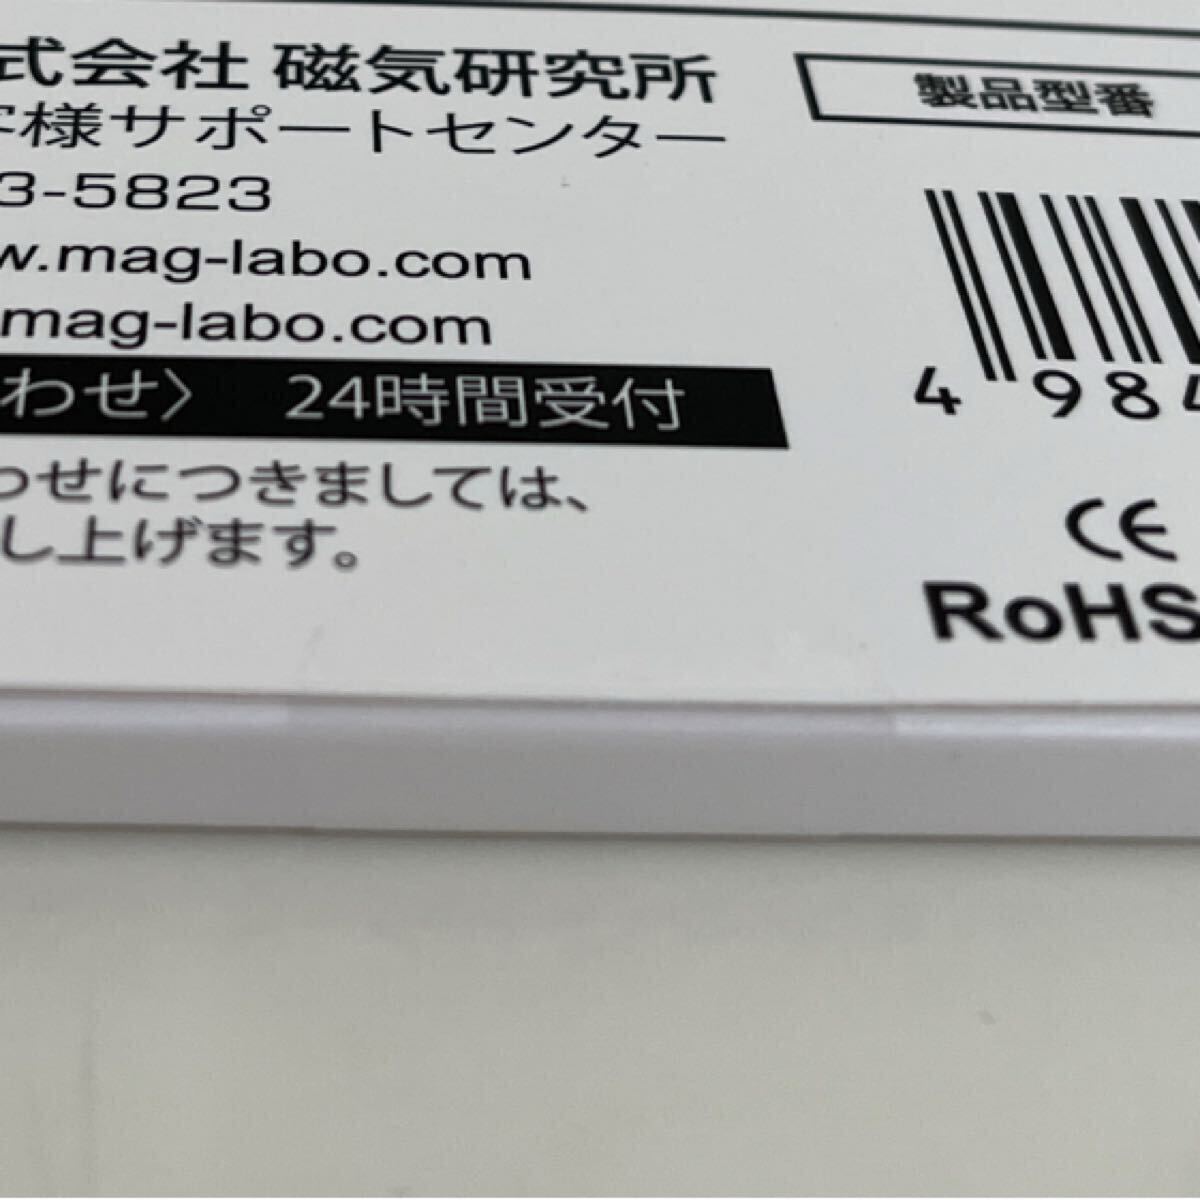 式会社 磁気研究所
様サポートセンター
3-5823
w.mag-labo.com
mag-labo.com
わせ〉 24時間受付
わせにつきましては、
し上げます。
製品型番
4 98
CE
RoHS